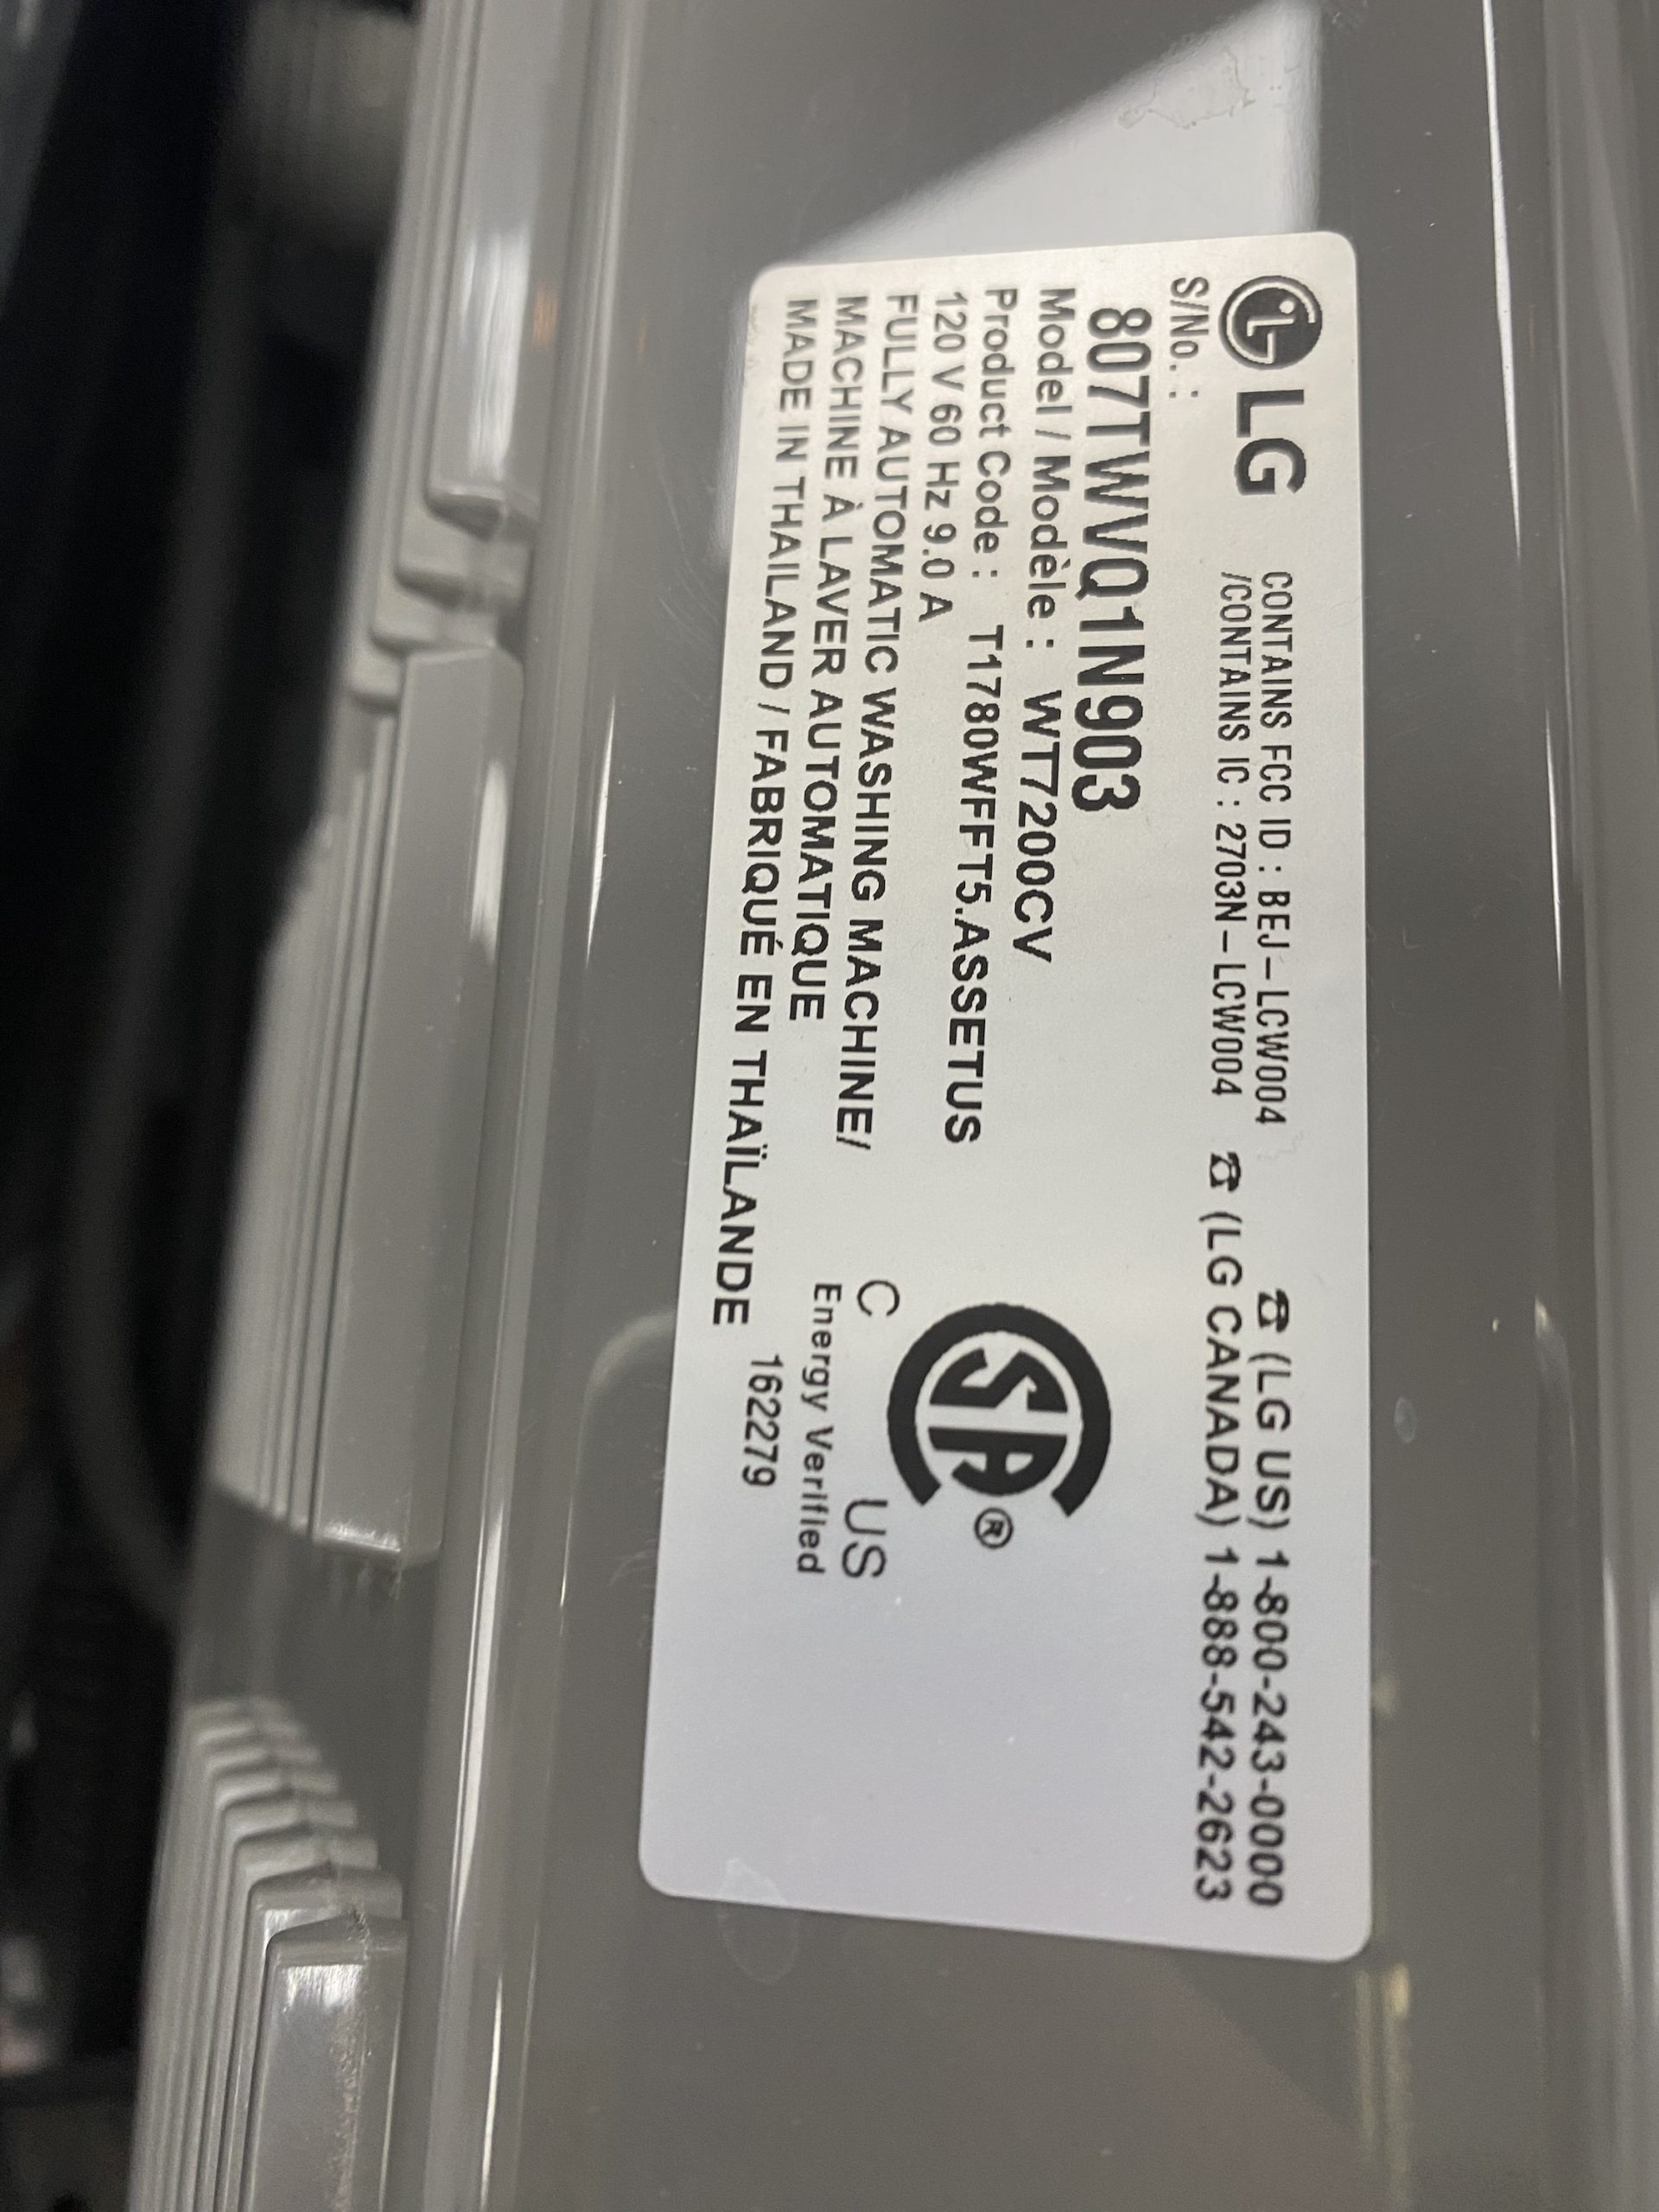 LG
CONTAINS FCC ID : BEJ-LCW004
/CONTAINS IC : 2703N-LCW004
☎ (LG US) 1-800-243-0000
☎ (LG CANADA) 1-888-542-2623
S/No. :
807TWVQ1N903
Model / Modèle : WT7200CV
Product Code : T1780WFFT5.ASSETUS
120 V 60 Hz 9.0 A
FULLY AUTOMATIC WASHING MACHINE/
MACHINE À LAVER AUTOMATIQUE
MADE IN THAILAND / FABRIQUÉ EN THAÏLANDE
SA®
C US
Energy Verified
162279